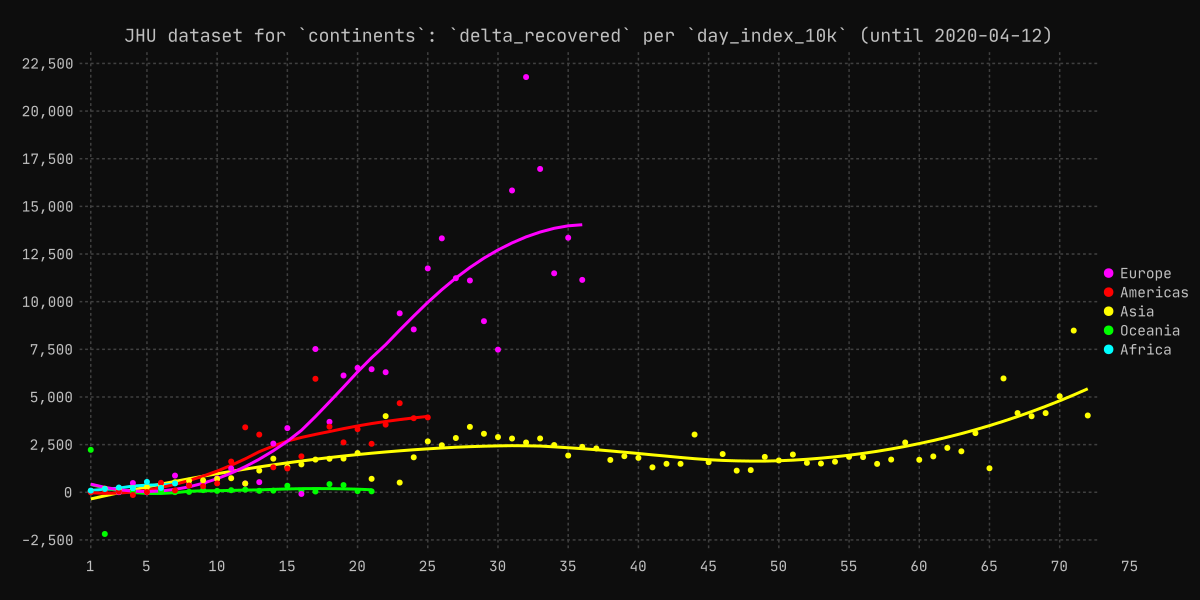 JHU dataset for `continents`: `delta_recovered` per `day_index_10k` (until 2020-04-12)
22,500
20,000
17,500
15,000
12,500
10,000
7,500
5,000
2,500
0
-2,500
1 5 10 15 20 25 30 35 40 45 50 55 60 65 70 75
Europe
Americas
Asia
Oceania
Africa